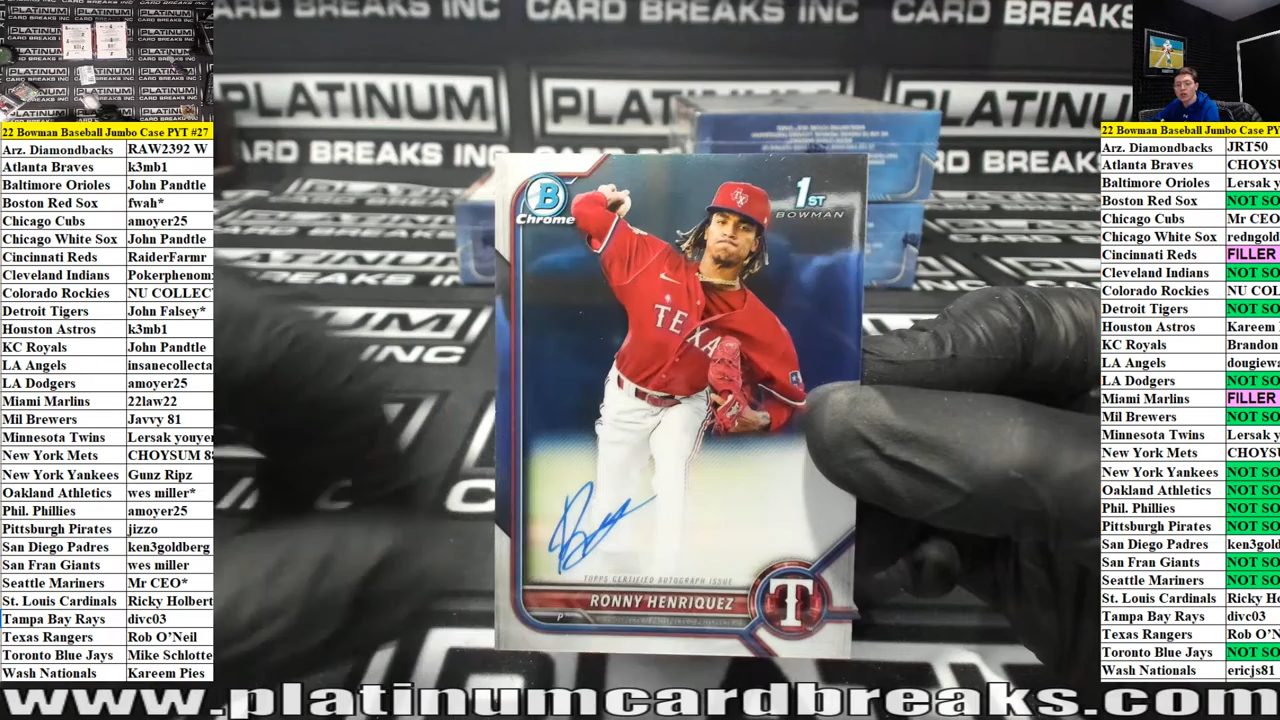 PLATINUM
CARD BREAKS INC
22 Bowman Baseball Jumbo Case PYT #27
Arz. Diamondbacks RAW2392 W
Atlanta Braves k3mb1
Baltimore Orioles John Pandtle
Boston Red Sox fwah*
Chicago Cubs amoyer25
Chicago White Sox John Pandtle
Cincinnati Reds RaiderFarmr
Cleveland Indians Pokerphenom
Colorado Rockies NU COLLEC
Detroit Tigers John Falsey*
Houston Astros k3mb1
KC Royals John Pandtle
LA Angels insanecollecta
LA Dodgers amoyer25
Miami Marlins 22law22
Mil Brewers Javvy 81
Minnesota Twins Lersak youye
New York Mets CHOYSUM 8
New York Yankees Gunz Ripz
Oakland Athletics wes miller*
Phil. Phillies amoyer25
Pittsburgh Pirates jizzo
San Diego Padres ken3goldberg
San Fran Giants wes miller
Seattle Mariners Mr CEO*
St. Louis Cardinals Ricky Holbert
Tampa Bay Rays divc03
Texas Rangers Rob O’Neil
Toronto Blue Jays Mike Schlotte
Wash Nationals Kareem Pies
B
Chrome
1ST
BOWMAN
TEXA
TOPPS CERTIFIED AUTOGRAPH ISSUE
RONNY HENRIQUEZ
P
T
22 Bowman Baseball Jumbo Case PY
Arz. Diamondbacks JRT50
Atlanta Braves CHOYSU
Baltimore Orioles Lersak y
Boston Red Sox NOT SO
Chicago Cubs Mr CEO
Chicago White Sox redngold
Cincinnati Reds FILLER
Cleveland Indians NOT SO
Colorado Rockies NU COL
Detroit Tigers NOT SO
Houston Astros Kareem
KC Royals Brandon
LA Angels dougiewa
LA Dodgers NOT SO
Miami Marlins FILLER
Mil Brewers NOT SO
Minnesota Twins Lersak y
New York Mets CHOYSU
New York Yankees NOT SO
Oakland Athletics NOT SO
Phil. Phillies NOT SO
Pittsburgh Pirates NOT SO
San Diego Padres ken3gold
San Fran Giants NOT SO
Seattle Mariners NOT SO
St. Louis Cardinals Ricky Ho
Tampa Bay Rays divc03
Texas Rangers Rob O’N
Toronto Blue Jays NOT SO
Wash Nationals ericjs81
www.platinumcardbreaks.com